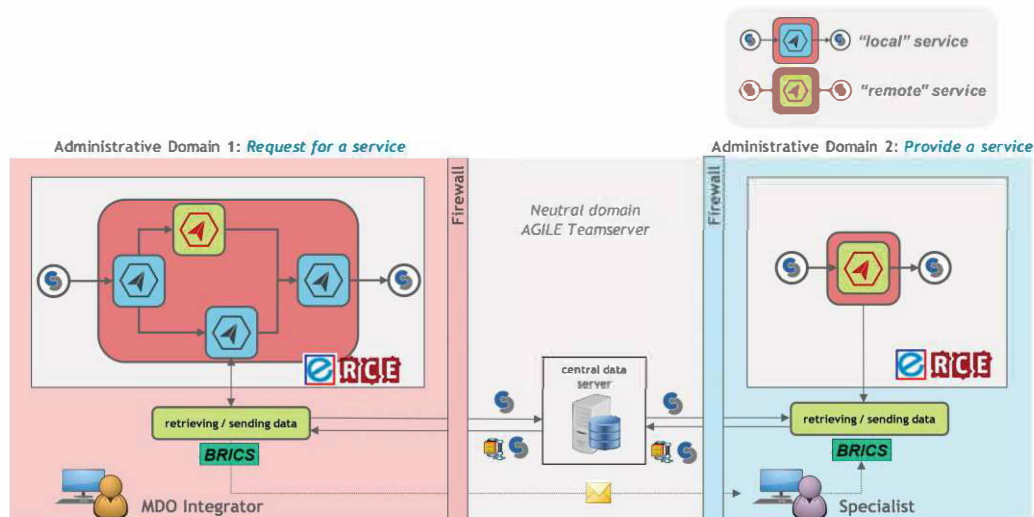 "local" service
"remote" service
Administrative Domain 1: Request for a service
Administrative Domain 2: Provide a service
Firewall
Neutral domain
AGILE Teamserver
Firewall
RCE
RCE
central data
server
retrieving / sending data
retrieving / sending data
BRICS
BRICS
MDO Integrator
Specialist